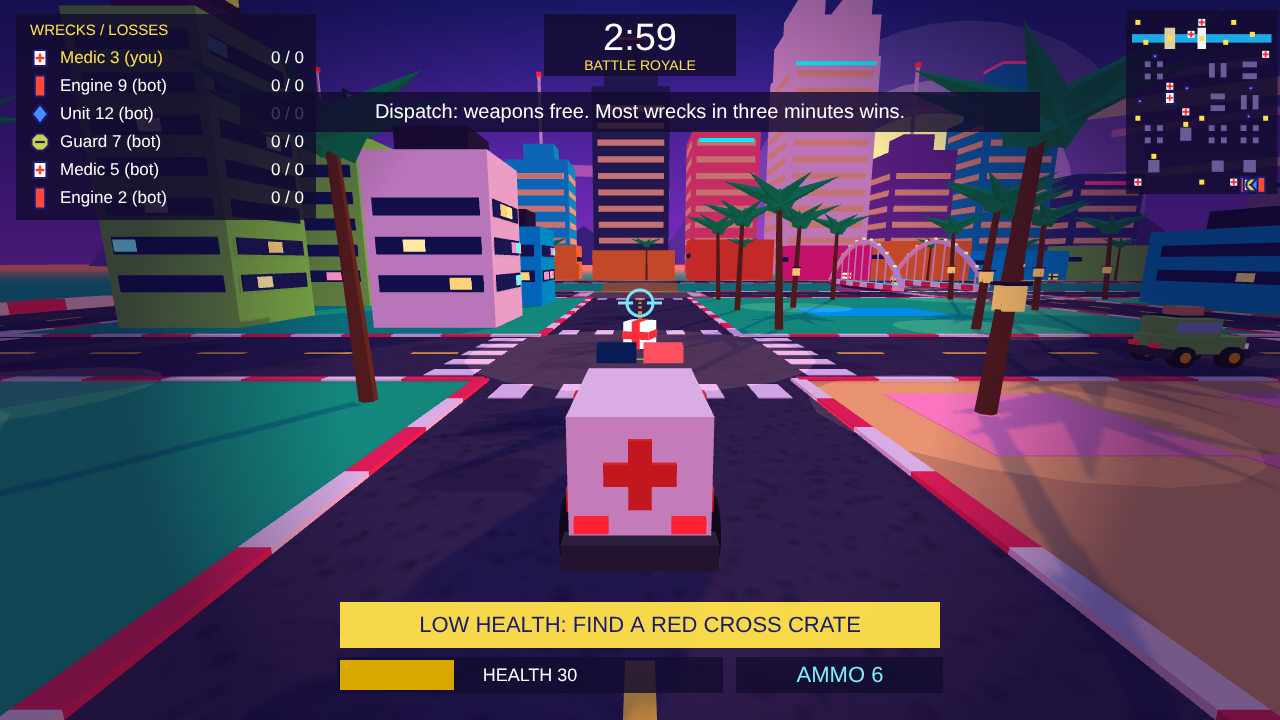 WRECKS / LOSSES
Medic 3 (you) 0 / 0
Engine 9 (bot) 0 / 0
Unit 12 (bot) 0 / 0
Guard 7 (bot) 0 / 0
Medic 5 (bot) 0 / 0
Engine 2 (bot) 0 / 0
2:59
BATTLE ROYALE
Dispatch: weapons free. Most wrecks in three minutes wins.
LOW HEALTH: FIND A RED CROSS CRATE
HEALTH 30
AMMO 6